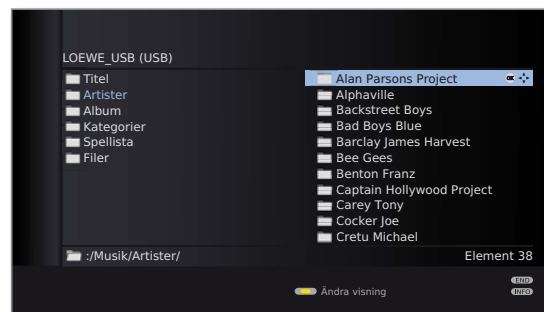 LOEWE_USB (USB)
Titel
Artister
Album
Kategorier
Spellista
Filer
Alan Parsons Project OK
Alphaville
Backstreet Boys
Bad Boys Blue
Barclay James Harvest
Bee Gees
Benton Franz
Captain Hollywood Project
Carey Tony
Cocker Joe
Cretu Michael
:/Musik/Artister/
Element 38
END
Ändra visning
INFO